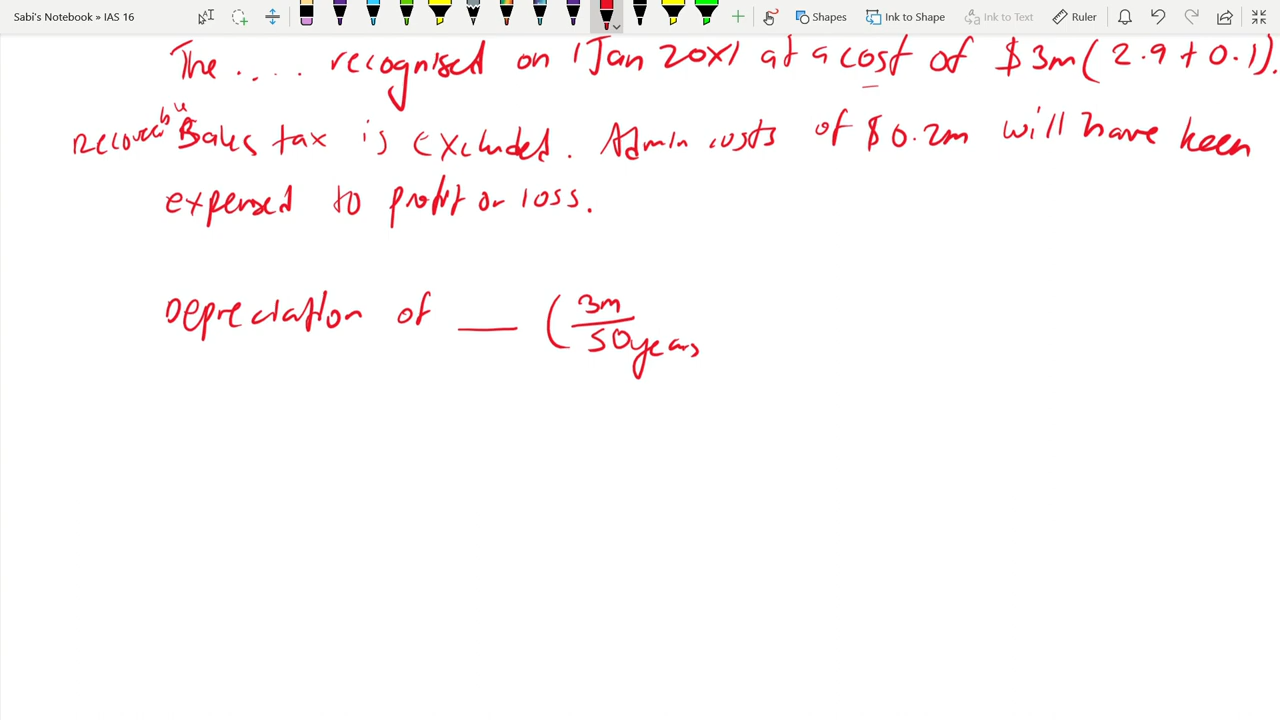 Sabi's Notebook » IAS 16
Shapes Ink to Shape Ink to Text Ruler
The .... recognised on 1 Jan 20X1 at a cost of $3m (2.9 + 0.1).
Recoverable Sales tax is excluded. Admin costs of $0.2m will have been
expensed to profit or loss.
Depreciation of ___ (3m
50 years